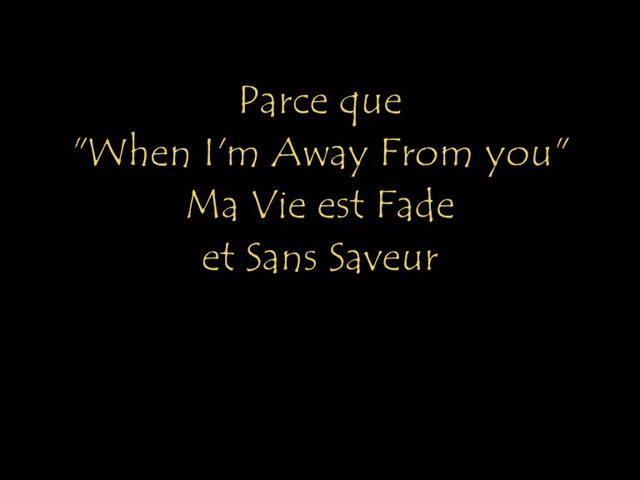 Parce que
"When I'm Away From you"
Ma Vie est Fade
et Sans Saveur